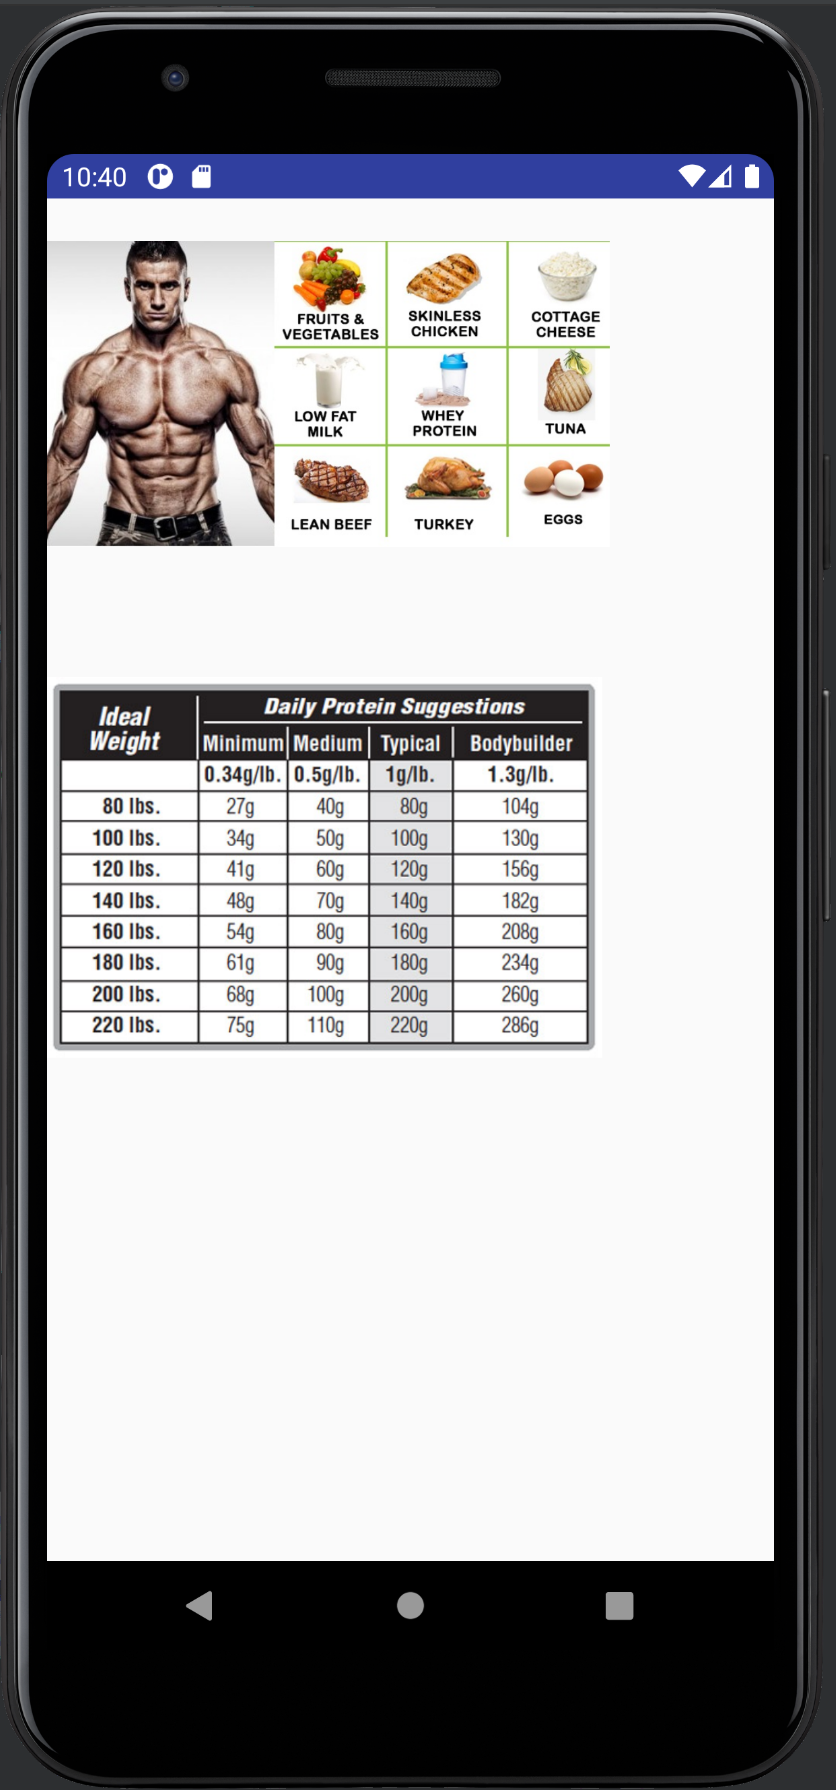 10:40
FRUITS &
VEGETABLES
SKINLESS
CHICKEN
COTTAGE
CHEESE
LOW FAT
MILK
WHEY
PROTEIN
TUNA
LEAN BEEF
TURKEY
EGGS
Ideal
Weight
Daily Protein Suggestions
Minimum Medium Typical Bodybuilder
0.34g/lb. 0.5g/lb. 1g/lb. 1.3g/lb.
80 lbs. 27g 40g 80g 104g
100 lbs. 34g 50g 100g 130g
120 lbs. 41g 60g 120g 156g
140 lbs. 48g 70g 140g 182g
160 lbs. 54g 80g 160g 208g
180 lbs. 61g 90g 180g 234g
200 lbs. 68g 100g 200g 260g
220 lbs. 75g 110g 220g 286g